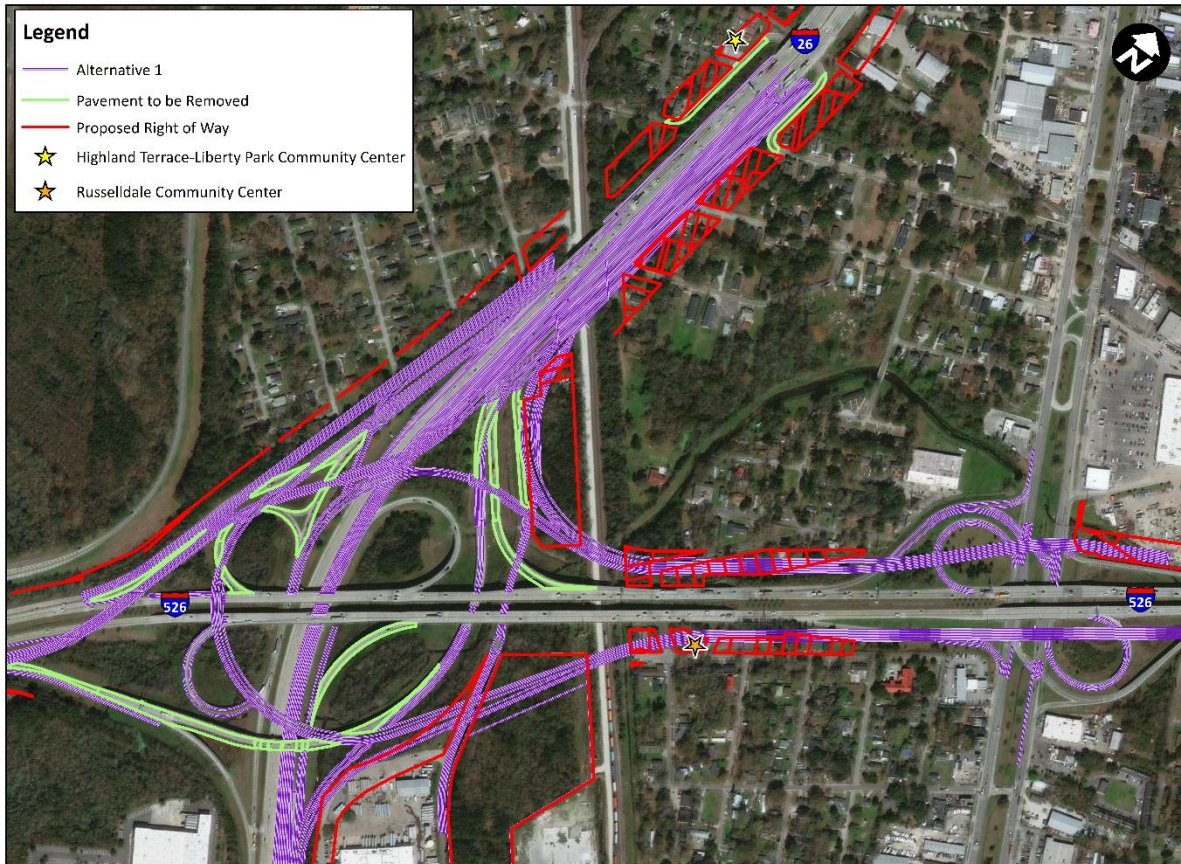 Legend
Alternative 1
Pavement to be Removed
Proposed Right of Way
Highland Terrace-Liberty Park Community Center
Russelldale Community Center
26
N
526
526